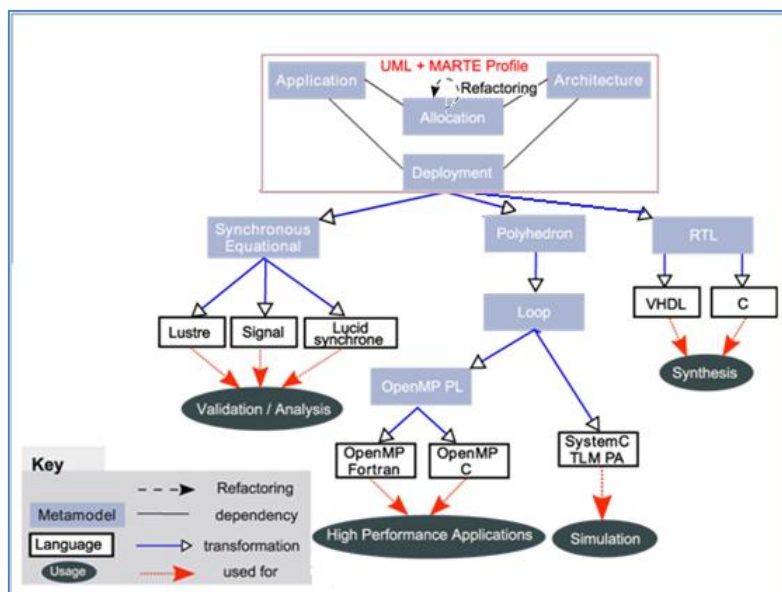 UML + MARTE Profile
Application
Architecture
Refactoring
Allocation
Deployment
Synchronous
Equational
Polyhedron
RTL
VHDL
C
Loop
Lustre
Signal
Lucid
synchrone
Synthesis
OpenMP PL
Validation / Analysis
OpenMP
Fortran
OpenMP
C
SystemC
TLM PA
High Performance Applications
Simulation
Key
Refactoring
Metamodel
dependency
Language
transformation
Usage
used for